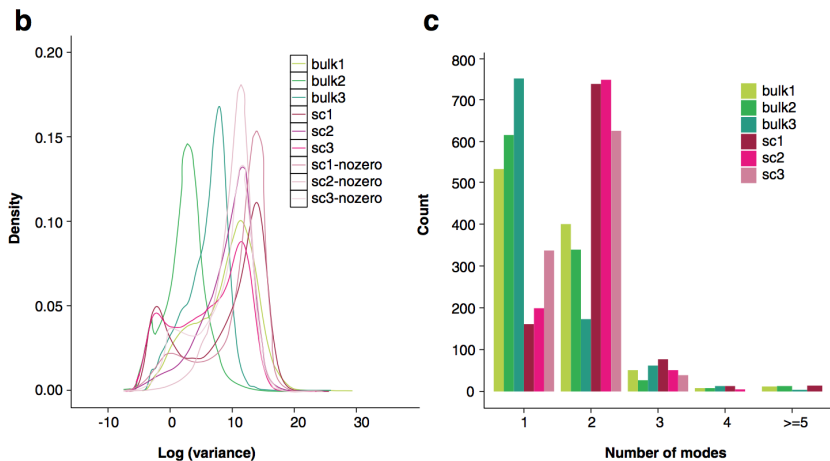 b
0.20
0.15
0.10
0.05
0.00
Density
-10 0 10 20 30
Log (variance)
bulk1
bulk2
bulk3
sc1
sc2
sc3
sc1-nozero
sc2-nozero
sc3-nozero
c
800
700
600
500
400
300
200
100
0
Count
1 2 3 4 >=5
Number of modes
bulk1
bulk2
bulk3
sc1
sc2
sc3